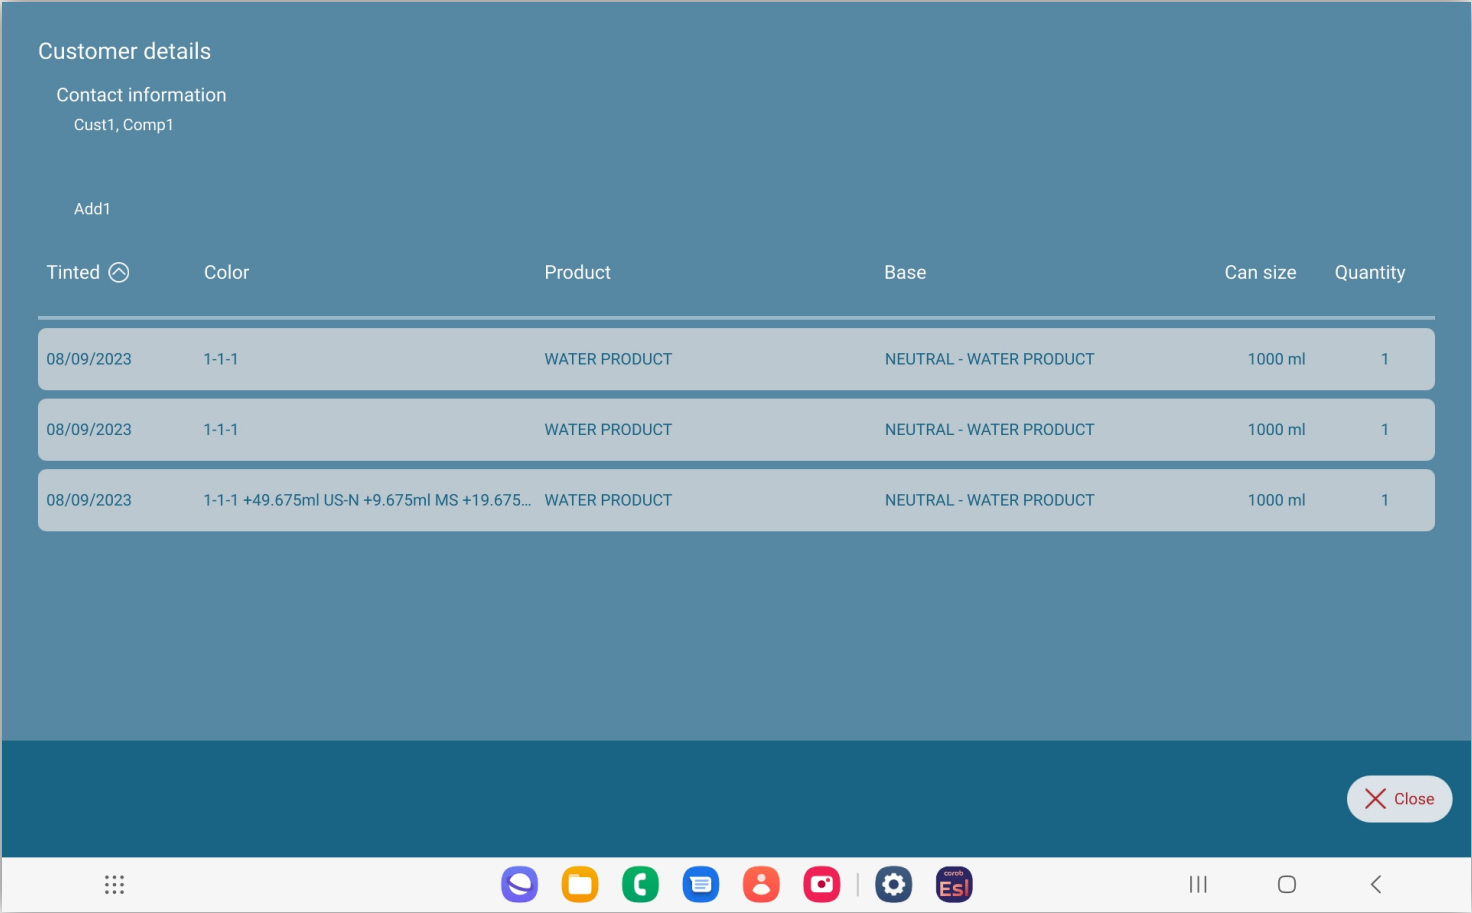 Customer details
Contact information
Cust1, Comp1
Add1
Tinted Color Product Base Can size Quantity
08/09/2023 1-1-1 WATER PRODUCT NEUTRAL - WATER PRODUCT 1000 ml 1
08/09/2023 1-1-1 WATER PRODUCT NEUTRAL - WATER PRODUCT 1000 ml 1
08/09/2023 1-1-1 +49.675ml US-N +9.675ml MS +19.675... WATER PRODUCT NEUTRAL - WATER PRODUCT 1000 ml 1
Close
corob
Esl